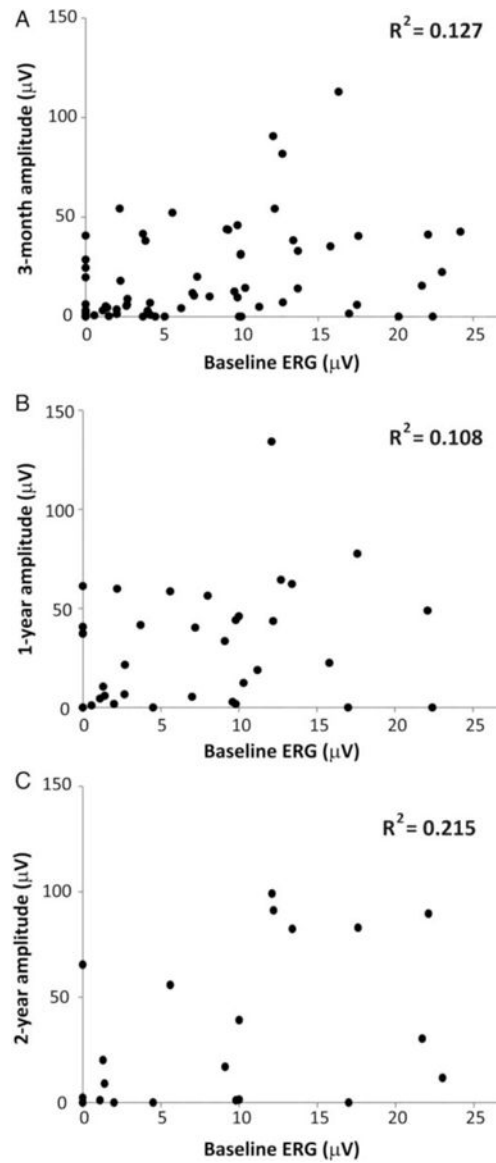 A
R² = 0.127
150
100
50
0
3-month amplitude (μV)
0 5 10 15 20 25
Baseline ERG (μV)
B
R² = 0.108
150
100
50
0
1-year amplitude (μV)
0 5 10 15 20 25
Baseline ERG (μV)
C
R² = 0.215
150
100
50
0
2-year amplitude (μV)
0 5 10 15 20 25
Baseline ERG (μV)